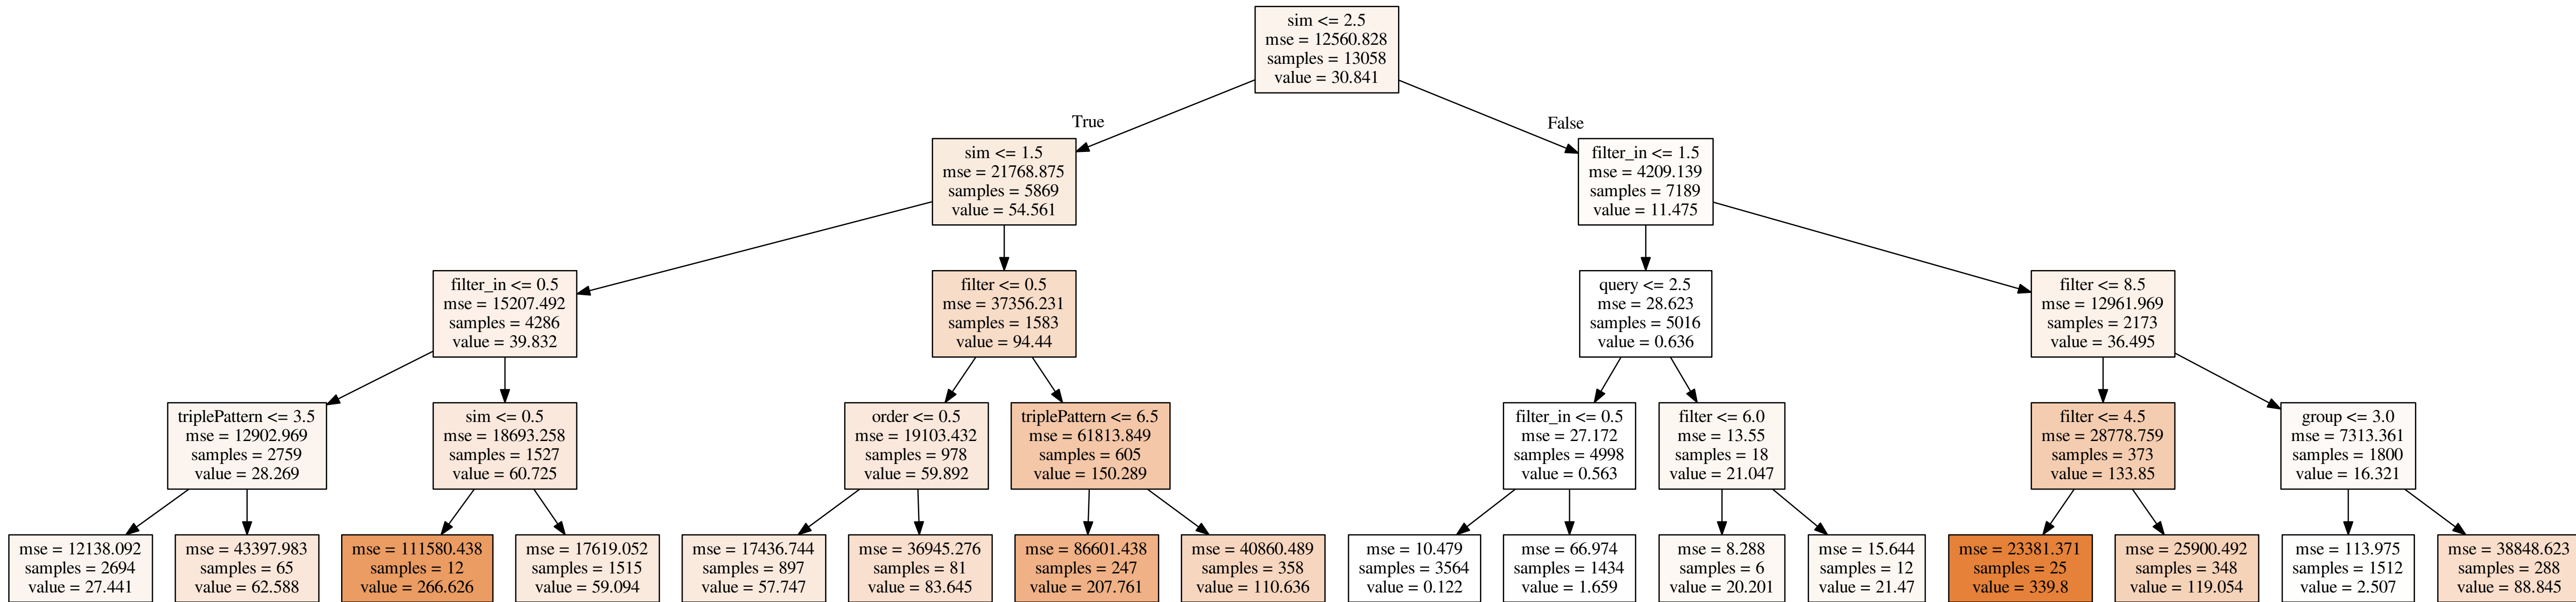 sim <= 2.5
mse = 12560.828
samples = 13058
value = 30.841
True
False
sim <= 1.5
mse = 21768.875
samples = 5869
value = 54.561
filter_in <= 1.5
mse = 4209.139
samples = 7189
value = 11.475
filter_in <= 0.5
mse = 15207.492
samples = 4286
value = 39.832
filter <= 0.5
mse = 37356.231
samples = 1583
value = 94.44
query <= 2.5
mse = 28.623
samples = 5016
value = 0.636
filter <= 8.5
mse = 12961.969
samples = 2173
value = 36.495
triplePattern <= 3.5
mse = 12902.969
samples = 2759
value = 28.269
sim <= 0.5
mse = 18693.258
samples = 1527
value = 60.725
order <= 0.5
mse = 19103.432
samples = 978
value = 59.892
triplePattern <= 6.5
mse = 61813.849
samples = 605
value = 150.289
filter_in <= 0.5
mse = 27.172
samples = 4998
value = 0.563
filter <= 6.0
mse = 13.55
samples = 18
value = 21.047
filter <= 4.5
mse = 28778.759
samples = 373
value = 133.85
group <= 3.0
mse = 7313.361
samples = 1800
value = 16.321
mse = 12138.092
samples = 2694
value = 27.441
mse = 43397.983
samples = 65
value = 62.588
mse = 111580.438
samples = 12
value = 266.626
mse = 17619.052
samples = 1515
value = 59.094
mse = 17436.744
samples = 897
value = 57.747
mse = 36945.276
samples = 81
value = 83.645
mse = 86601.438
samples = 247
value = 207.761
mse = 40860.489
samples = 358
value = 110.636
mse = 10.479
samples = 3564
value = 0.122
mse = 66.974
samples = 1434
value = 1.659
mse = 8.288
samples = 6
value = 20.201
mse = 15.644
samples = 12
value = 21.47
mse = 23381.371
samples = 25
value = 339.8
mse = 25900.492
samples = 348
value = 119.054
mse = 113.975
samples = 1512
value = 2.507
mse = 38848.623
samples = 288
value = 88.845